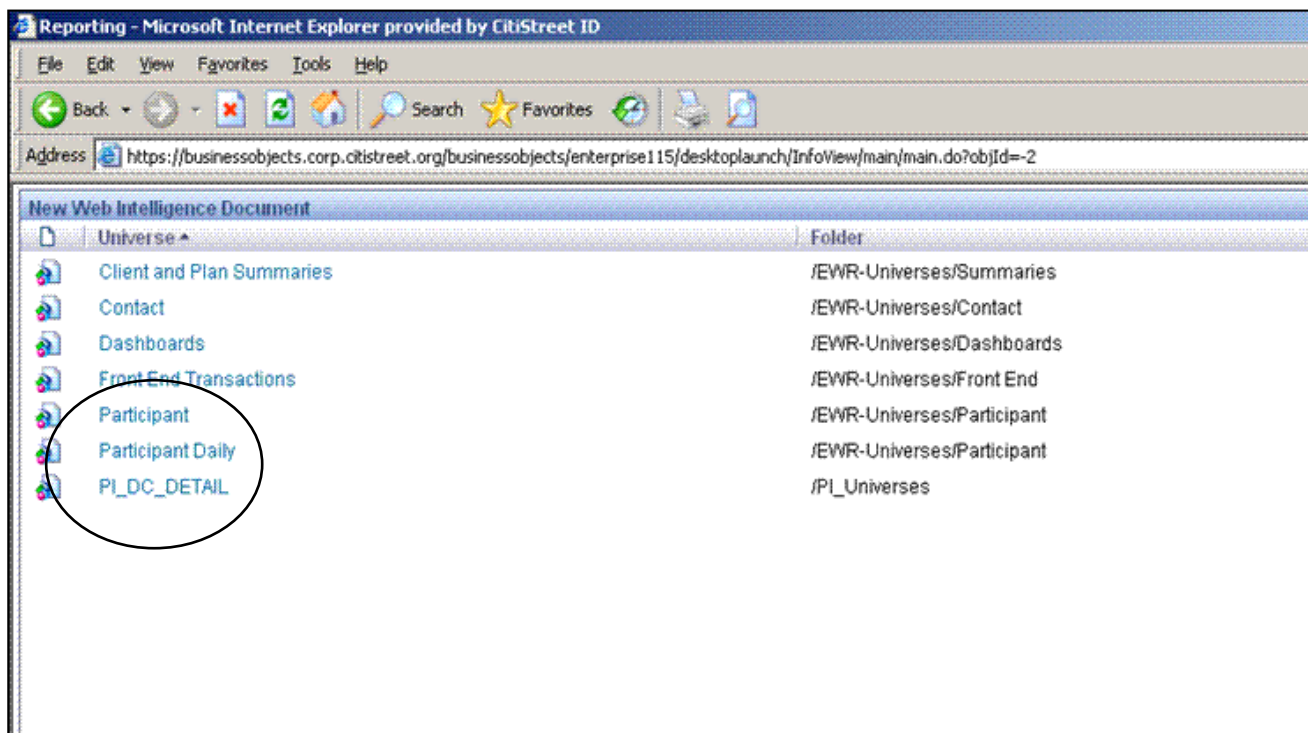 Reporting - Microsoft Internet Explorer provided by CitiStreet ID
File Edit View Favorites Tools Help
Back Search Favorites
Address https://businessobjects.corp.citistreet.org/businessobjects/enterprise115/desktoplaunch/InfoView/main/main.do?objId=-2
New Web Intelligence Document
Universe Folder
Client and Plan Summaries /EWR-Universes/Summaries
Contact /EWR-Universes/Contact
Dashboards /EWR-Universes/Dashboards
Front End Transactions /EWR-Universes/Front End
Participant /EWR-Universes/Participant
Participant Daily /EWR-Universes/Participant
PI_DC_DETAIL /PI_Universes